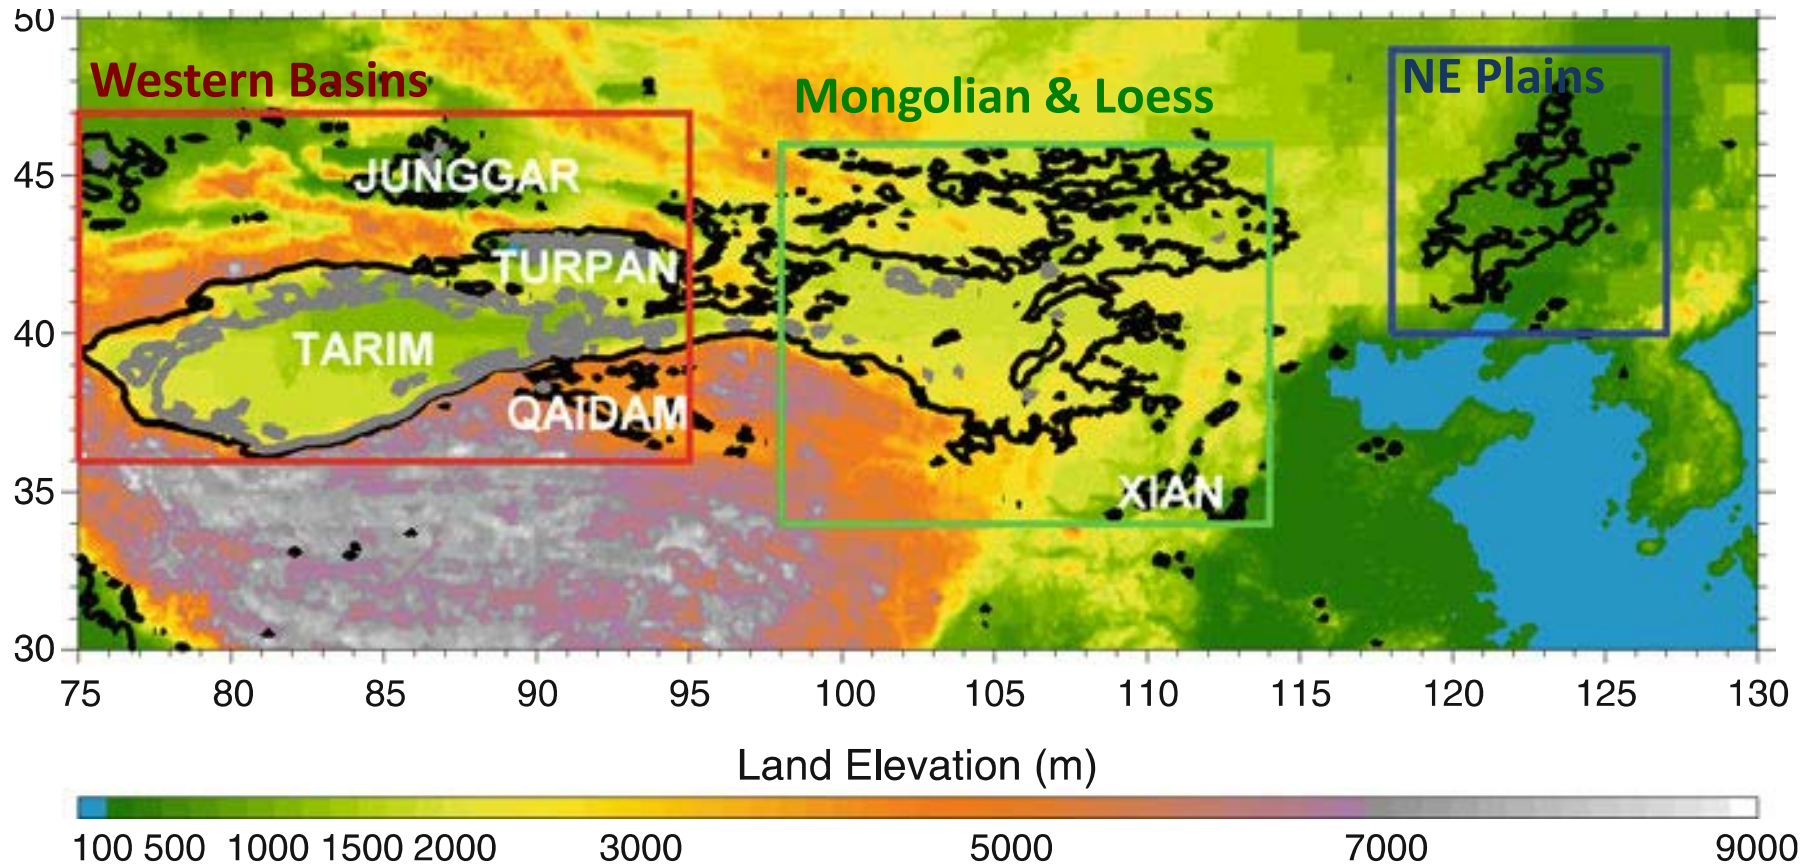 50
Western Basins
Mongolian & Loess
NE Plains
45
JUNGGAR
TURPAN
40
TARIM
QAIDAM
35
XIAN
30
75 80 85 90 95 100 105 110 115 120 125 130
Land Elevation (m)
100 500 1000 1500 2000 3000 5000 7000 9000